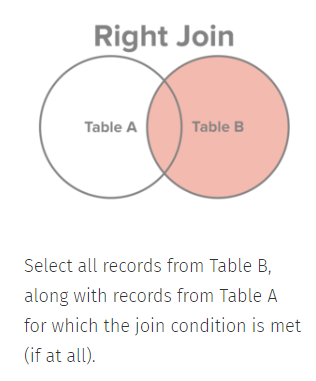 Right Join
Table A
Table B
Select all records from Table B,
along with records from Table A
for which the join condition is met
(if at all).